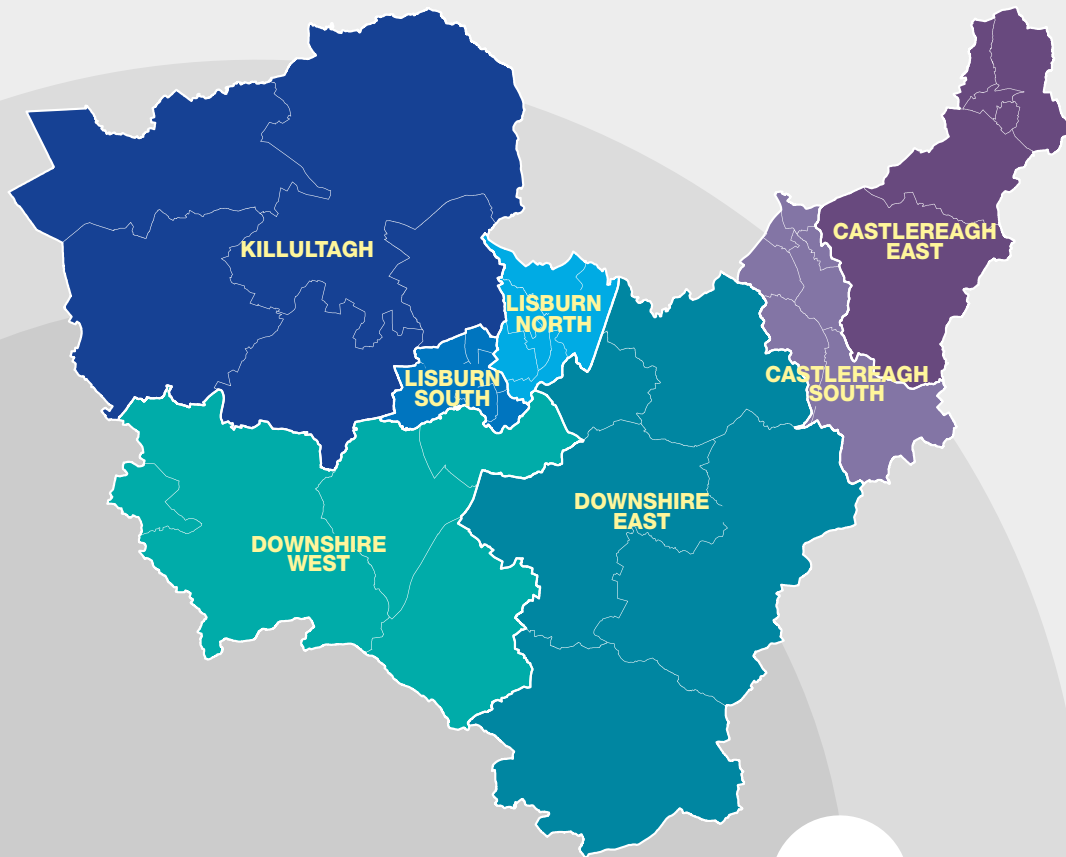 KILLULTAGH
CASTLEREAGH
EAST
LISBURN
NORTH
LISBURN
SOUTH
CASTLEREAGH
SOUTH
DOWNSHIRE
EAST
DOWNSHIRE
WEST